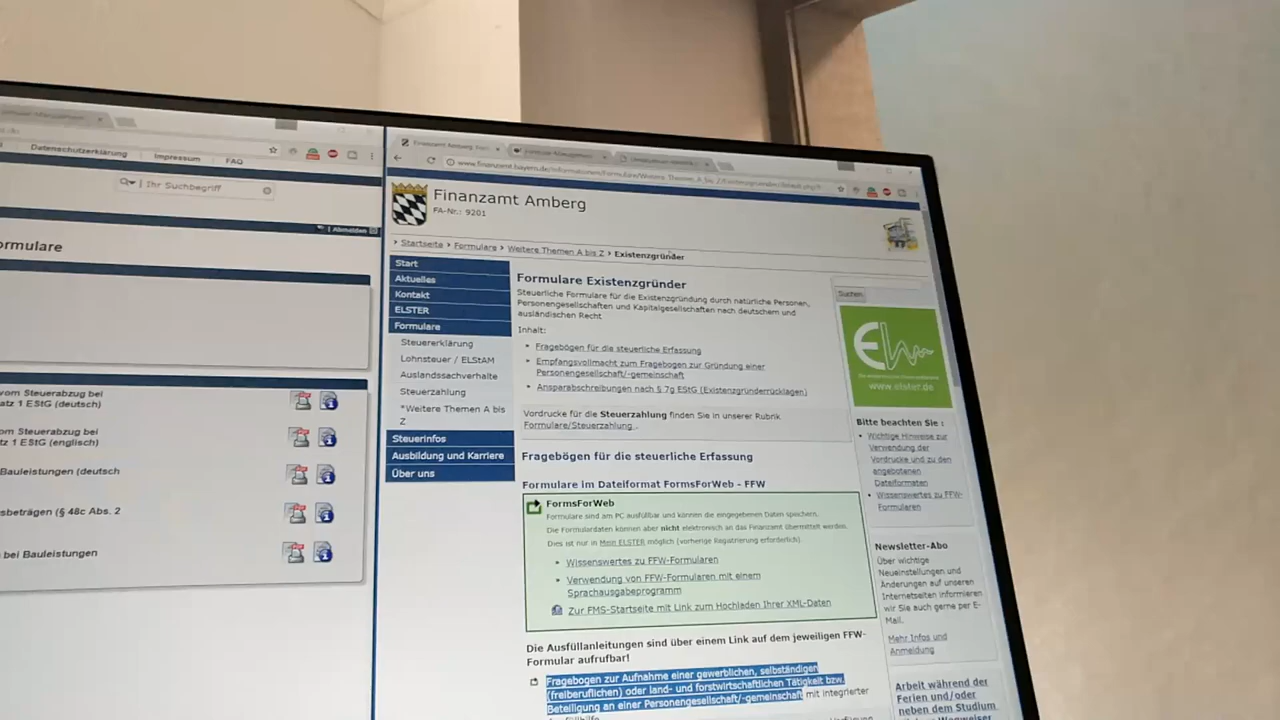 Datenschutzerklärung Impressum FAQ
Ihr Suchbegriff
Abmelden
ormulare
vom Steuerabzug bei
atz 1 EStG (deutsch)
om Steuerabzug bei
tz 1 EStG (englisch)
Bauleistungen (deutsch
sbeträgen (§ 48c Abs. 2
bei Bauleistungen
Finanzamt Amberg
FA-Nr.: 9201
Startseite > Formulare > Weitere Themen A bis Z > Existenzgründer
Start
Aktuelles
Kontakt
ELSTER
Formulare
Steuererklärung
Lohnsteuer / ELStAM
Auslandssachverhalte
Steuerzahlung
*Weitere Themen A bis
Z
Steuerinfos
Ausbildung und Karriere
Über uns
Formulare Existenzgründer
Steuerliche Formulare für die Existenzgründung durch natürliche Personen,
Personengesellschaften und Kapitalgesellschaften nach deutschem und
ausländischen Recht
Inhalt:
Fragebögen für die steuerliche Erfassung
Empfangsvollmacht zum Fragebogen zur Gründung einer
Personengesellschaft/-gemeinschaft
Ansparabschreibungen nach § 7g EStG (Existenzgründerrücklagen)
Vordrucke für die Steuerzahlung finden Sie in unserer Rubrik
Formulare/Steuerzahlung .
Fragebögen für die steuerliche Erfassung
Formulare im Dateiformat FormsForWeb - FFW
FormsForWeb
Formulare sind am PC ausfüllbar und können die eingegebenen Daten speichern.
Die Formulardaten können aber nicht elektronisch an das Finanzamt übermittelt werden.
Dies ist nur in Mein ELSTER möglich (vorherige Registrierung erforderlich).
Wissenswertes zu FFW-Formularen
Verwendung von FFW-Formularen mit einem
Sprachausgabeprogramm
Zur FMS-Startseite mit Link zum Hochladen Ihrer XML-Daten
Die Ausfüllanleitungen sind über einem Link auf dem jeweiligen FFW-
Formular aufrufbar!
Fragebogen zur Aufnahme einer gewerblichen, selbständigen
(freiberuflichen) oder land- und forstwirtschaftlichen Tätigkeit bzw.
Beteiligung an einer Personengesellschaft/-gemeinschaft mit integrierter
Suchen
www.elster.de
Bitte beachten Sie :
Wichtige Hinweise zur
Verwendung der
Vordrucke und zu den
angebotenen
Dateiformaten
Wissenswertes zu FFW-
Formularen
Newsletter-Abo
Über wichtige
Neueinstellungen und
Änderungen auf unseren
Internetseiten informieren
wir Sie auch gerne per E-
Mail.
Mehr Infos und
Anmeldung
Arbeit während der
Ferien und/oder
neben dem Studium